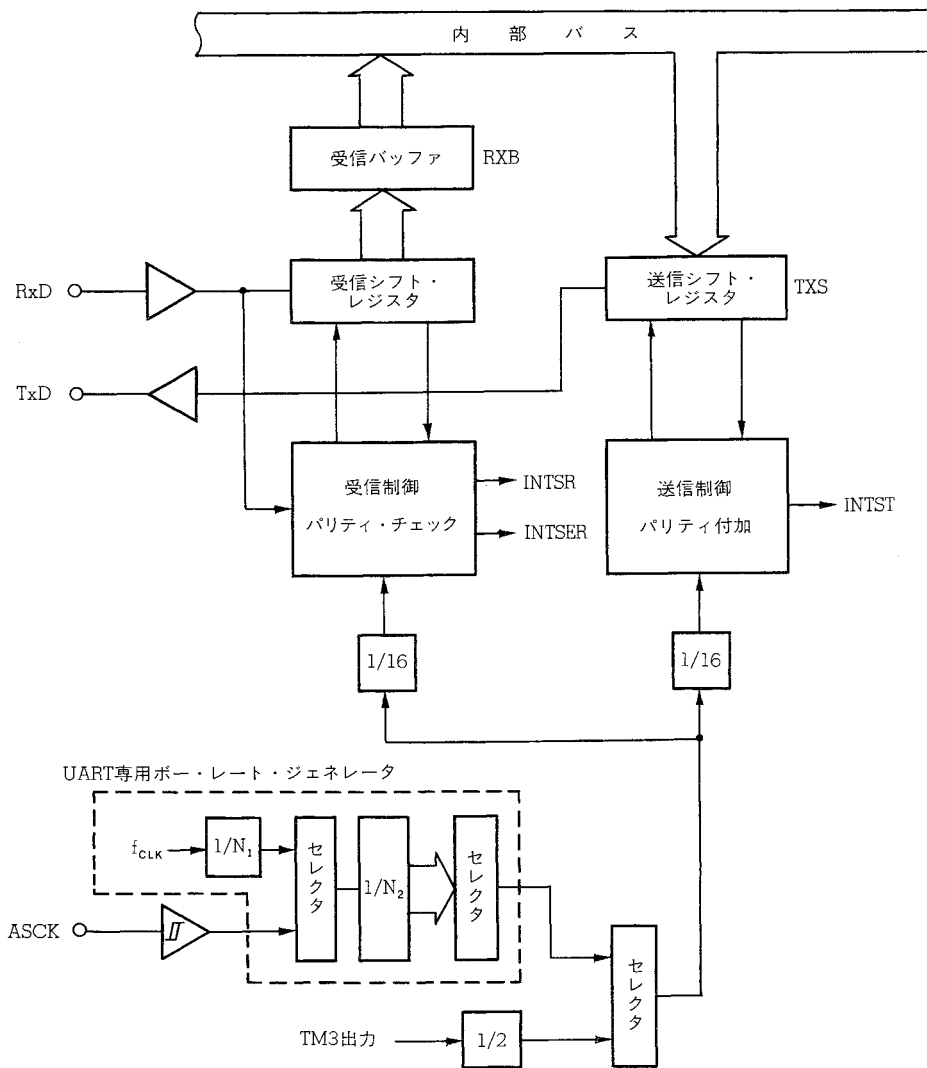 内部バス
受信バッファ
RXB
RxD
受信シフト・
レジスタ
送信シフト・
レジスタ
TXS
TxD
受信制御
パリティ・チェック
INTSR
INTSER
送信制御
パリティ付加
INTST
1/16
1/16
UART専用ボー・レート・ジェネレータ
fCLK
1/N1
セレクタ
1/N2
セレクタ
ASCK
セレクタ
TM3出力
1/2